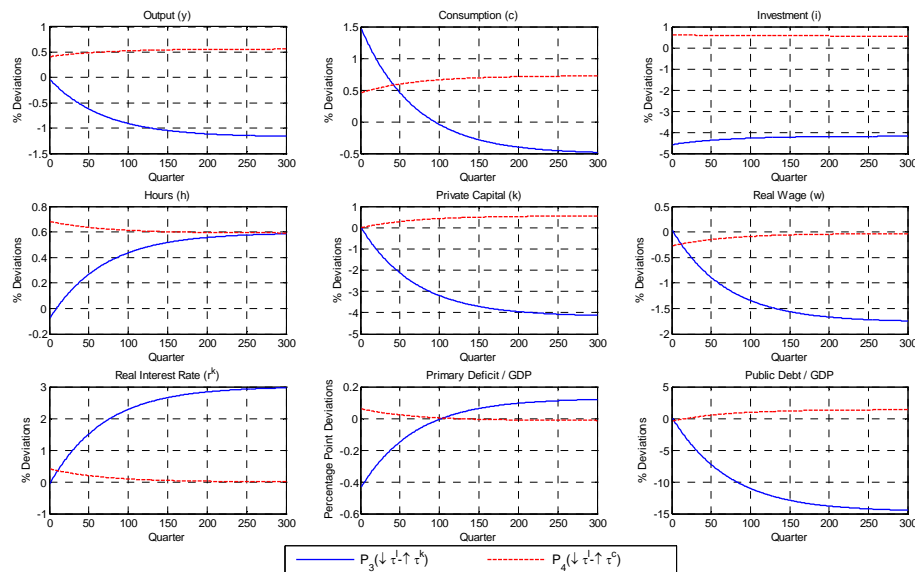 Output (y)
Consumption (c)
Investment (i)
% Deviations
% Deviations
% Deviations
1
0.5
0
-0.5
-1
-1.5
1.5
1
0.5
0
-0.5
1
0
-1
-2
-3
-4
-5
0 50 100 150 200 250 300
0 50 100 150 200 250 300
0 50 100 150 200 250 300
Quarter
Quarter
Quarter
Hours (h)
Private Capital (k)
Real Wage (w)
% Deviations
% Deviations
% Deviations
0.8
0.6
0.4
0.2
0
-0.2
1
0
-1
-2
-3
-4
-5
0.5
0
-0.5
-1
-1.5
-2
0 50 100 150 200 250 300
0 50 100 150 200 250 300
0 50 100 150 200 250 300
Quarter
Quarter
Quarter
Real Interest Rate (r^k)
Primary Deficit / GDP
Public Debt / GDP
% Deviations
Percentage Point Deviations
% Deviations
3
2
1
0
-1
0.2
0
-0.2
-0.4
-0.6
5
0
-5
-10
-15
0 50 100 150 200 250 300
0 50 100 150 200 250 300
0 50 100 150 200 250 300
Quarter
Quarter
Quarter
P₃(↓ τ^l-↑ τ^k)
P₄(↓ τ^l-↑ τ^c)